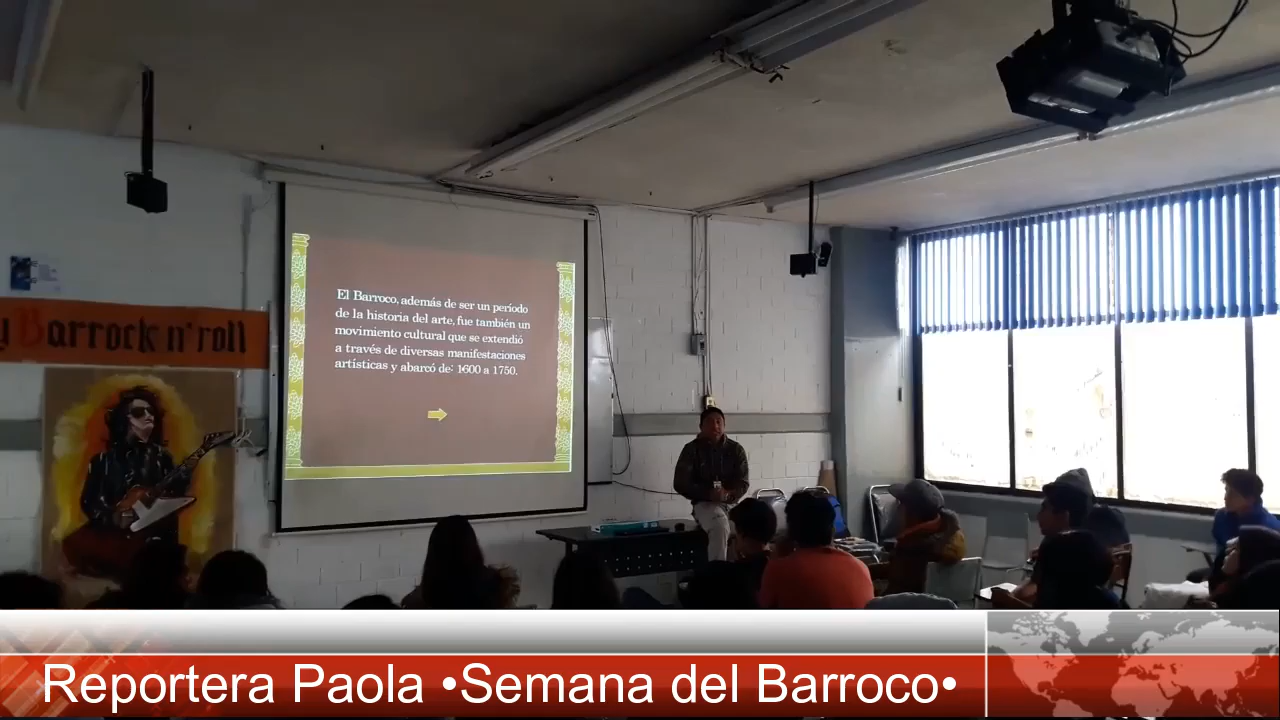 y Barrock n' roll
El Barroco, además de ser un período
de la historia del arte, fue también un
movimiento cultural que se extendió
a través de diversas manifestaciones
artísticas y abarcó de: 1600 a 1750.
Reportera Paola •Semana del Barroco•